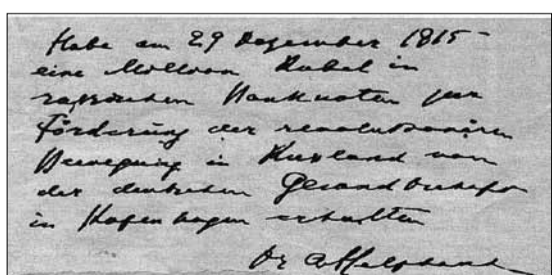 Habe am 29 Dezember 1915
eine Million Rubel in
russischen Banknoten zur
Förderung der revolutionären
Bewegung in Russland von
der deutschen Gesandtschaft
in Kopenhagen erhalten
Dr A Helphand